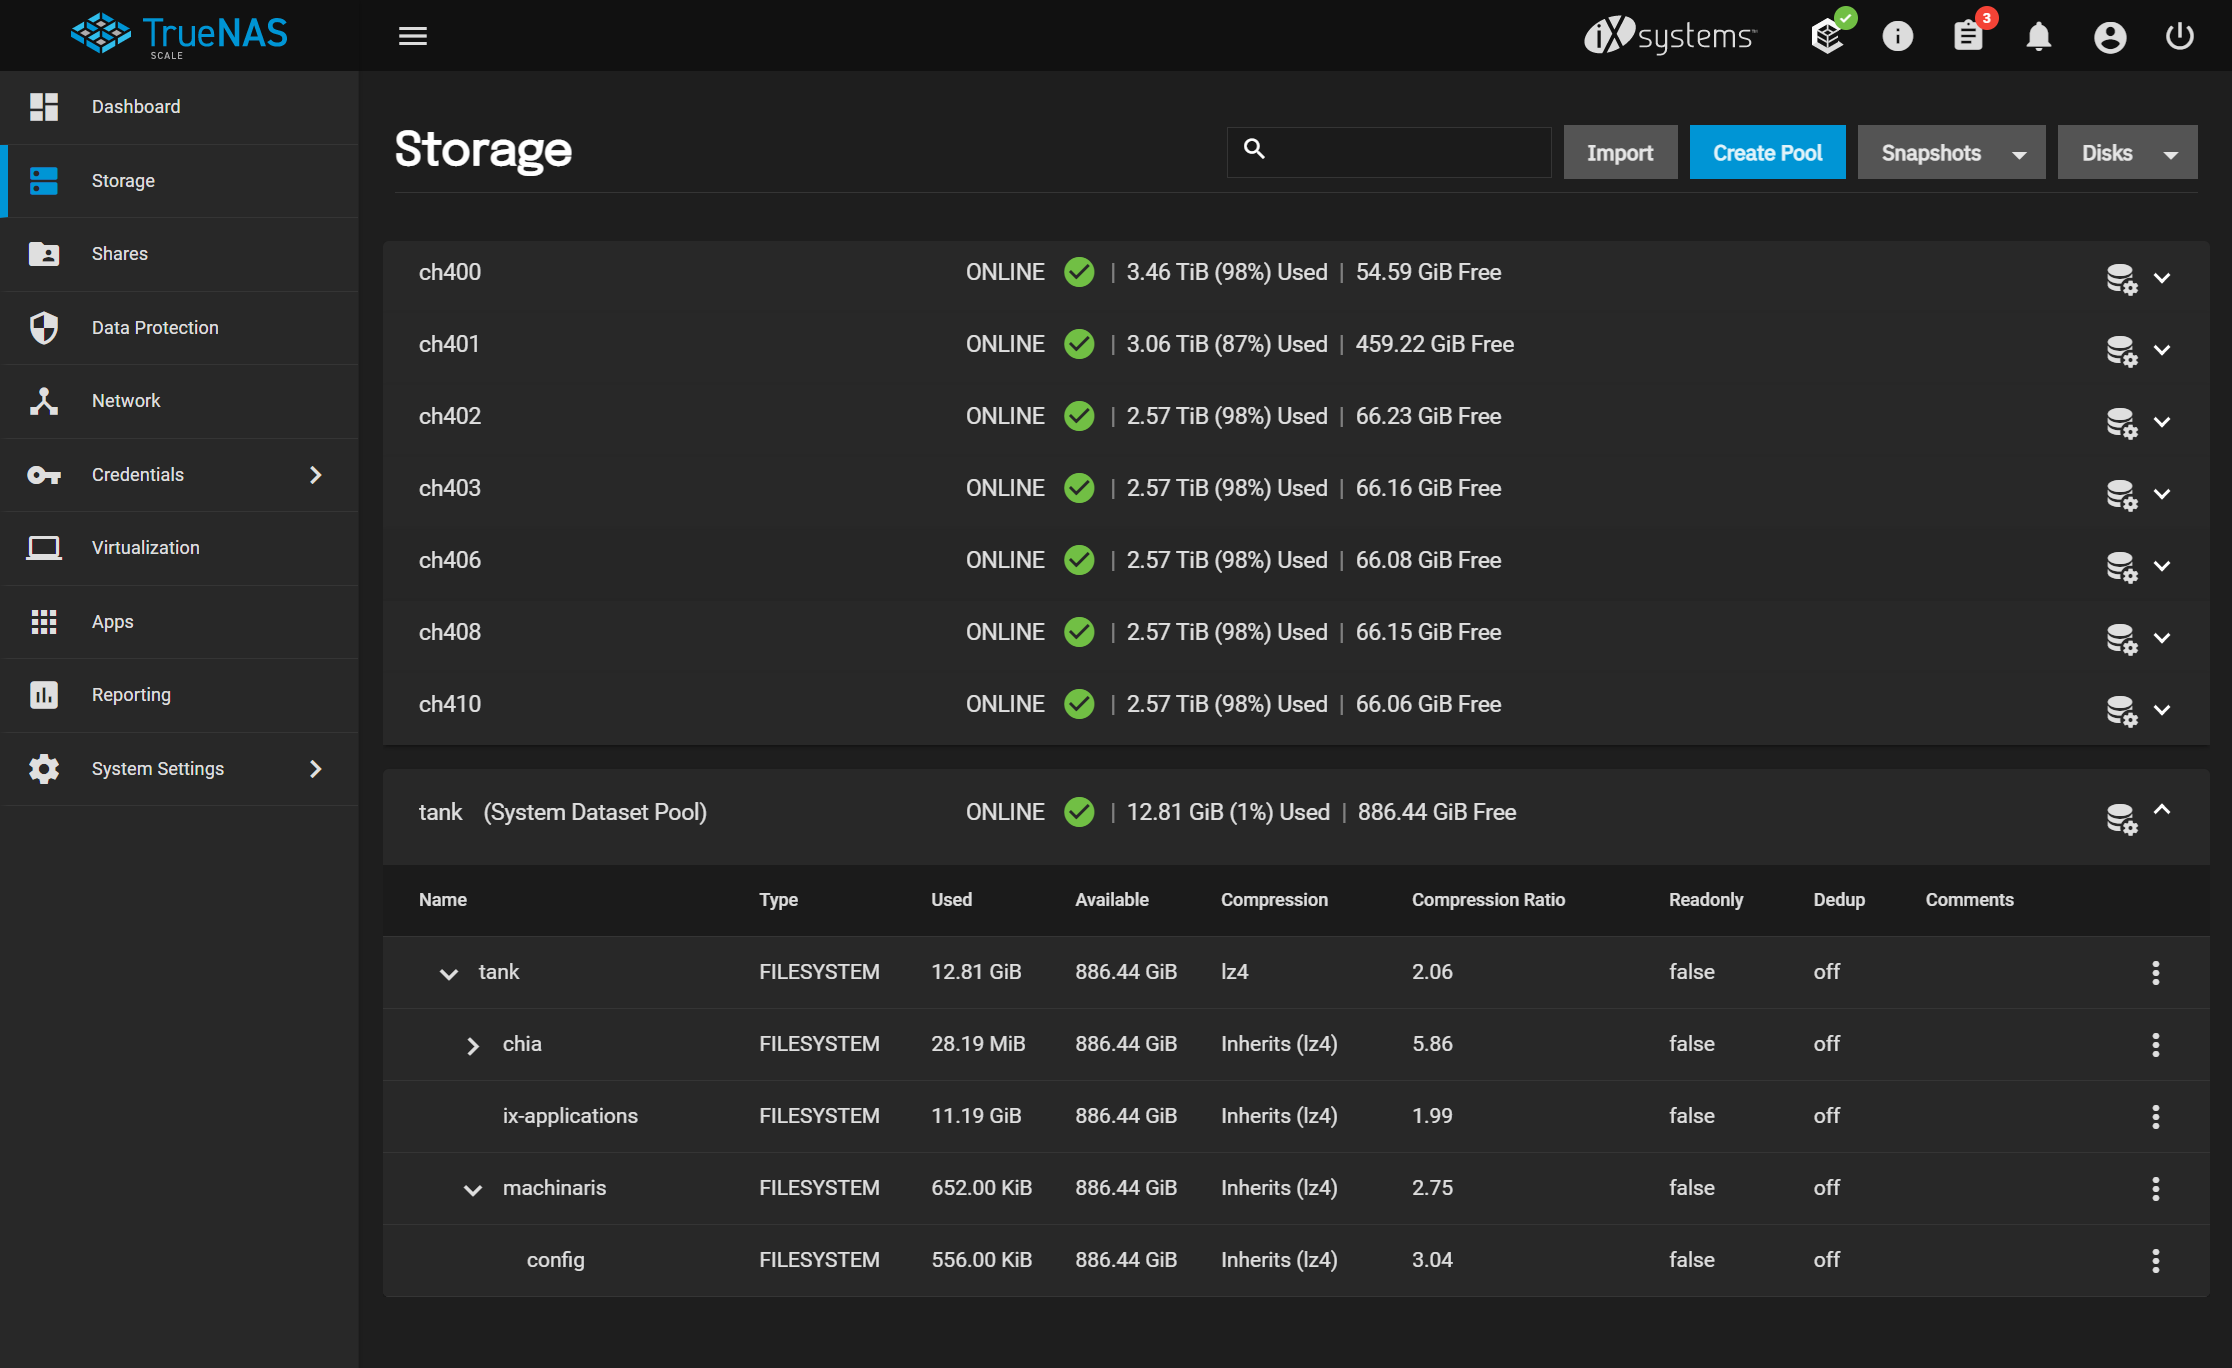 TrueNAS
SCALE
iXsystems™
3
Dashboard
Storage
Shares
Data Protection
Network
Credentials
Virtualization
Apps
Reporting
System Settings
Storage
Import
Create Pool
Snapshots
Disks
ch400 ONLINE | 3.46 TiB (98%) Used | 54.59 GiB Free
ch401 ONLINE | 3.06 TiB (87%) Used | 459.22 GiB Free
ch402 ONLINE | 2.57 TiB (98%) Used | 66.23 GiB Free
ch403 ONLINE | 2.57 TiB (98%) Used | 66.16 GiB Free
ch406 ONLINE | 2.57 TiB (98%) Used | 66.08 GiB Free
ch408 ONLINE | 2.57 TiB (98%) Used | 66.15 GiB Free
ch410 ONLINE | 2.57 TiB (98%) Used | 66.06 GiB Free
tank (System Dataset Pool) ONLINE | 12.81 GiB (1%) Used | 886.44 GiB Free
Name Type Used Available Compression Compression Ratio Readonly Dedup Comments
tank FILESYSTEM 12.81 GiB 886.44 GiB lz4 2.06 false off
chia FILESYSTEM 28.19 MiB 886.44 GiB Inherits (lz4) 5.86 false off
ix-applications FILESYSTEM 11.19 GiB 886.44 GiB Inherits (lz4) 1.99 false off
machinaris FILESYSTEM 652.00 KiB 886.44 GiB Inherits (lz4) 2.75 false off
config FILESYSTEM 556.00 KiB 886.44 GiB Inherits (lz4) 3.04 false off